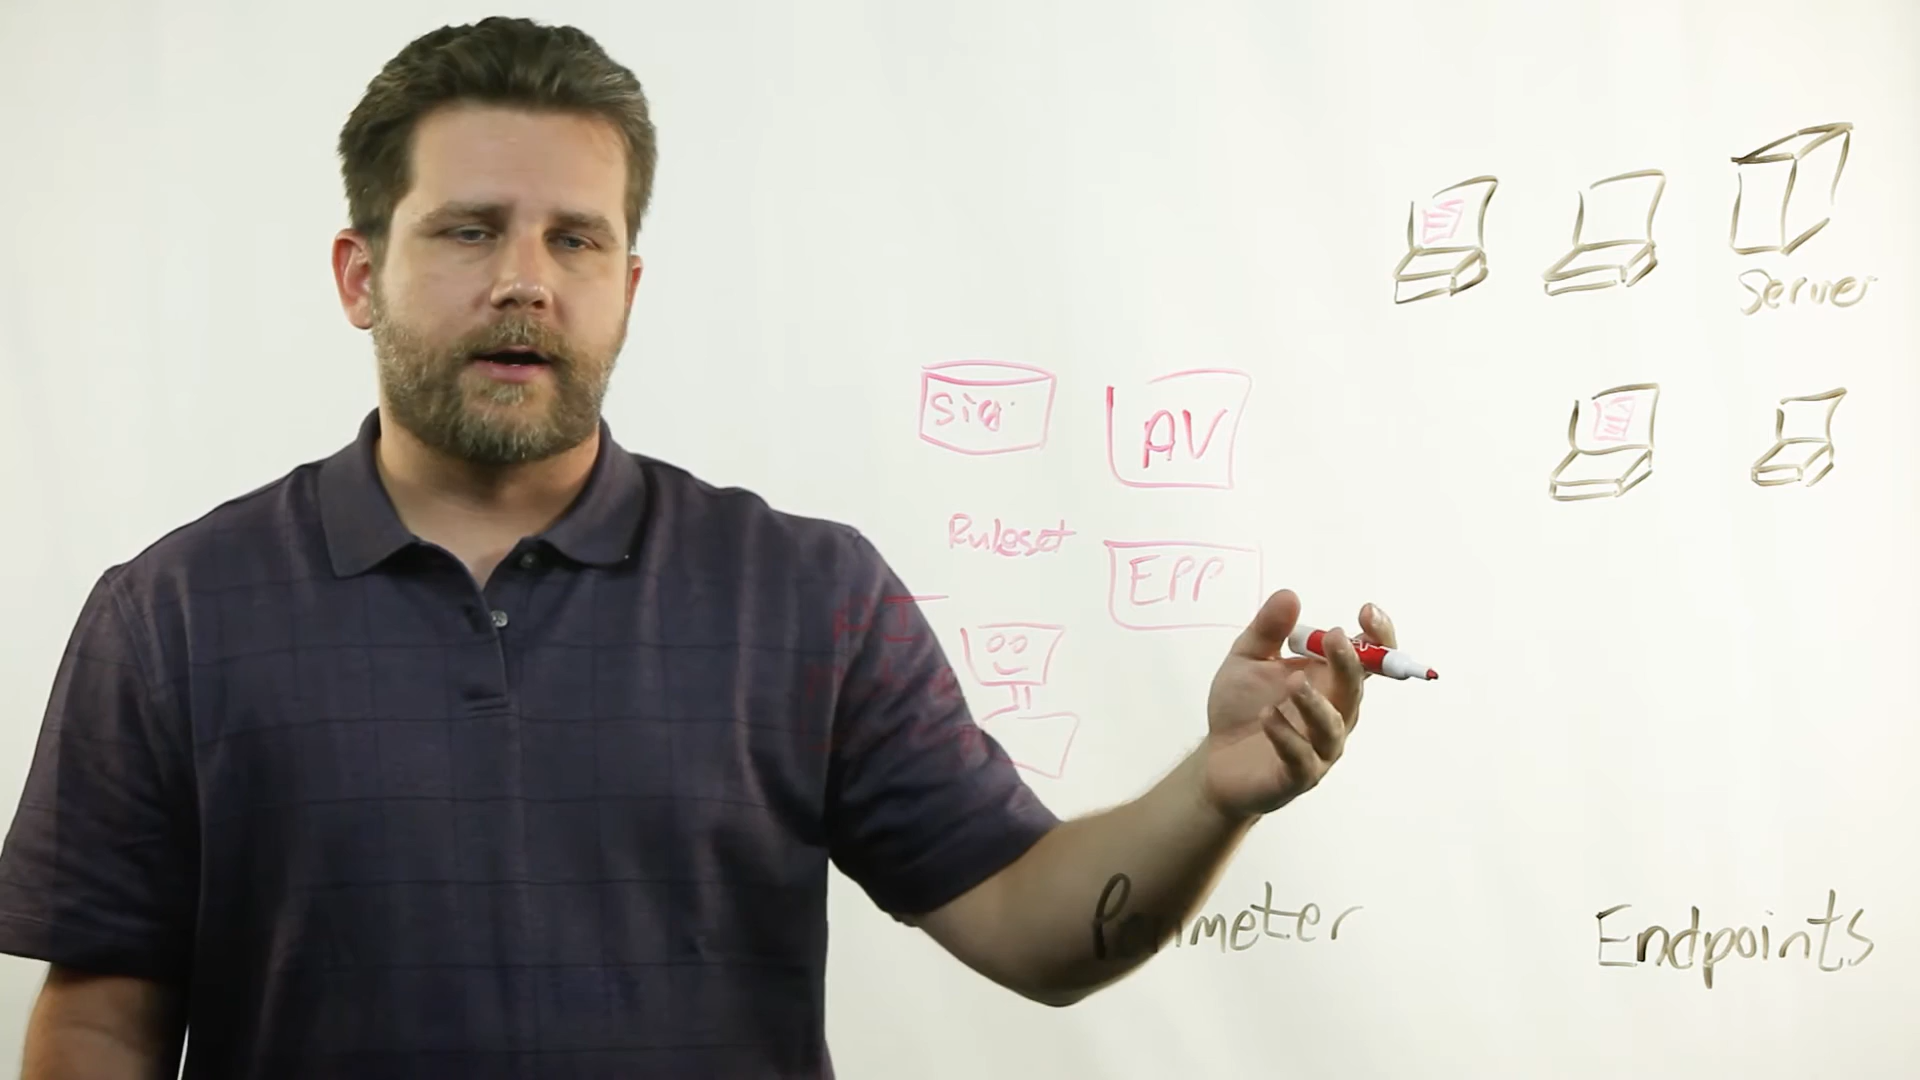 Server
Sig.
AV
Ruleset
EPP
Perimeter
Endpoints